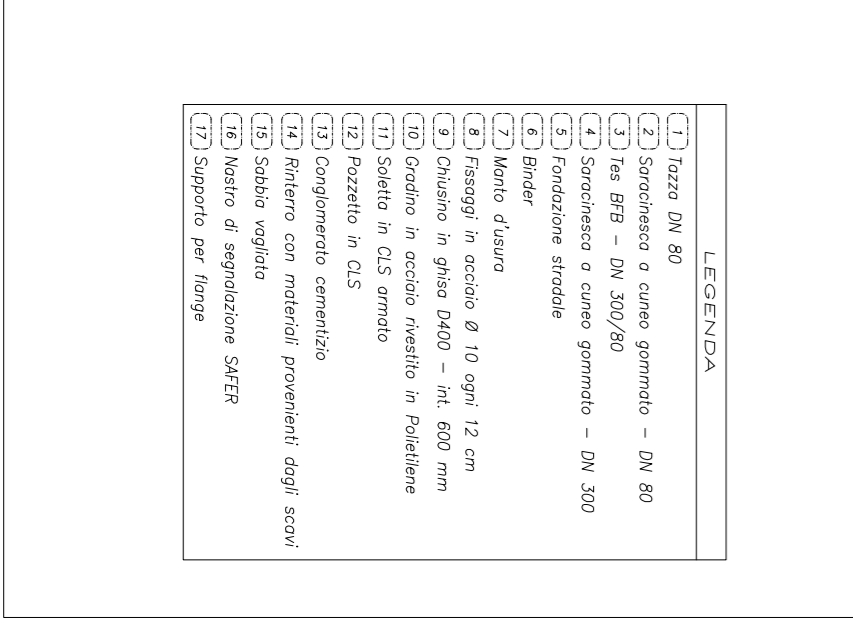 LEGENDA
1 Tazza DN 80
2 Saracinesca a cuneo gommato – DN 80
3 Tes BFB – DN 300/80
4 Saracinesca a cuneo gommato – DN 300
5 Fondazione stradale
6 Binder
7 Manto d'usura
8 Fissaggi in acciaio Ø 10 ogni 12 cm
9 Chiusino in ghisa D400 – int. 600 mm
10 Gradino in acciaio rivestito in Polietilene
11 Soletta in CLS armato
12 Pozzetto in CLS
13 Conglomerato cementizio
14 Rinterro con materiali provenienti dagli scavi
15 Sabbia vagliata
16 Nastro di segnalazione SAFER
17 Supporto per flange